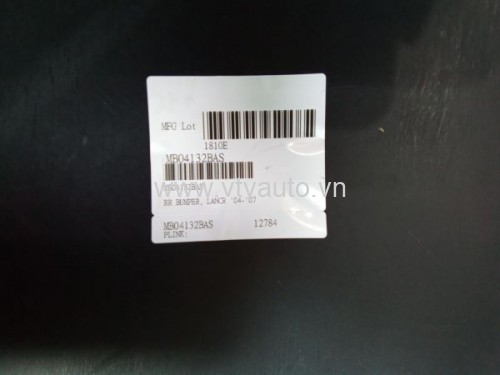 MFG Lot
1810E
MB04132BAS
www.vtvauto.vn
RR BUMPER, LANCR '04-'07
MB04132BAS 12784
PLINK: